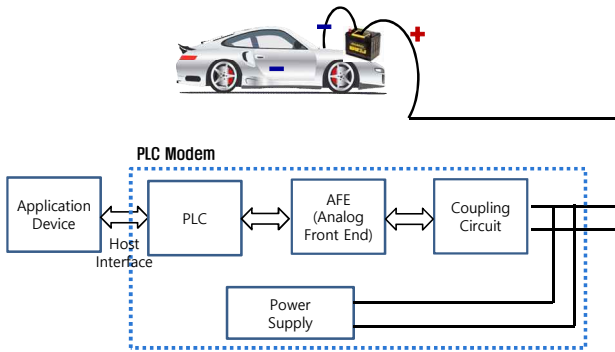 +
PLC Modem
Application
Device
Host
Interface
PLC
AFE
(Analog
Front End)
Coupling
Circuit
Power
Supply